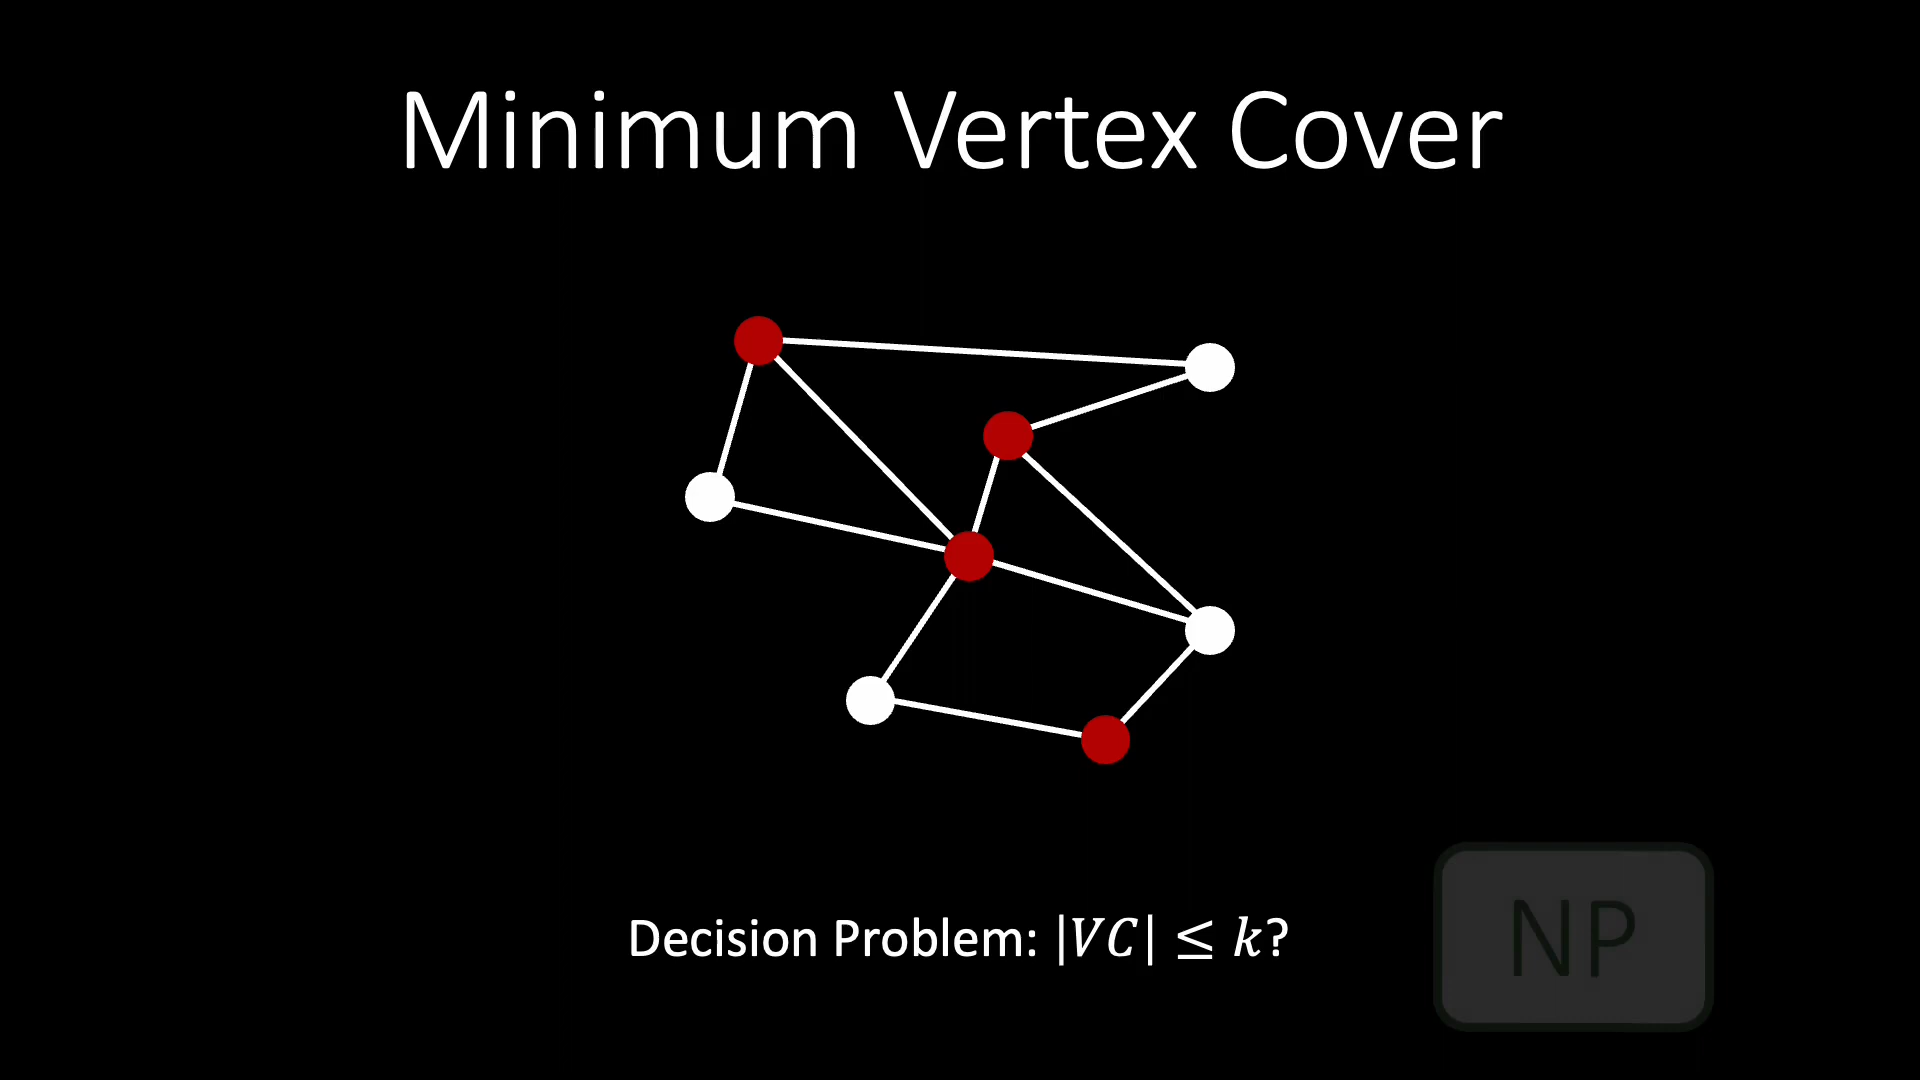 Minimum Vertex Cover
Decision Problem: |VC| ≤ k?
NP